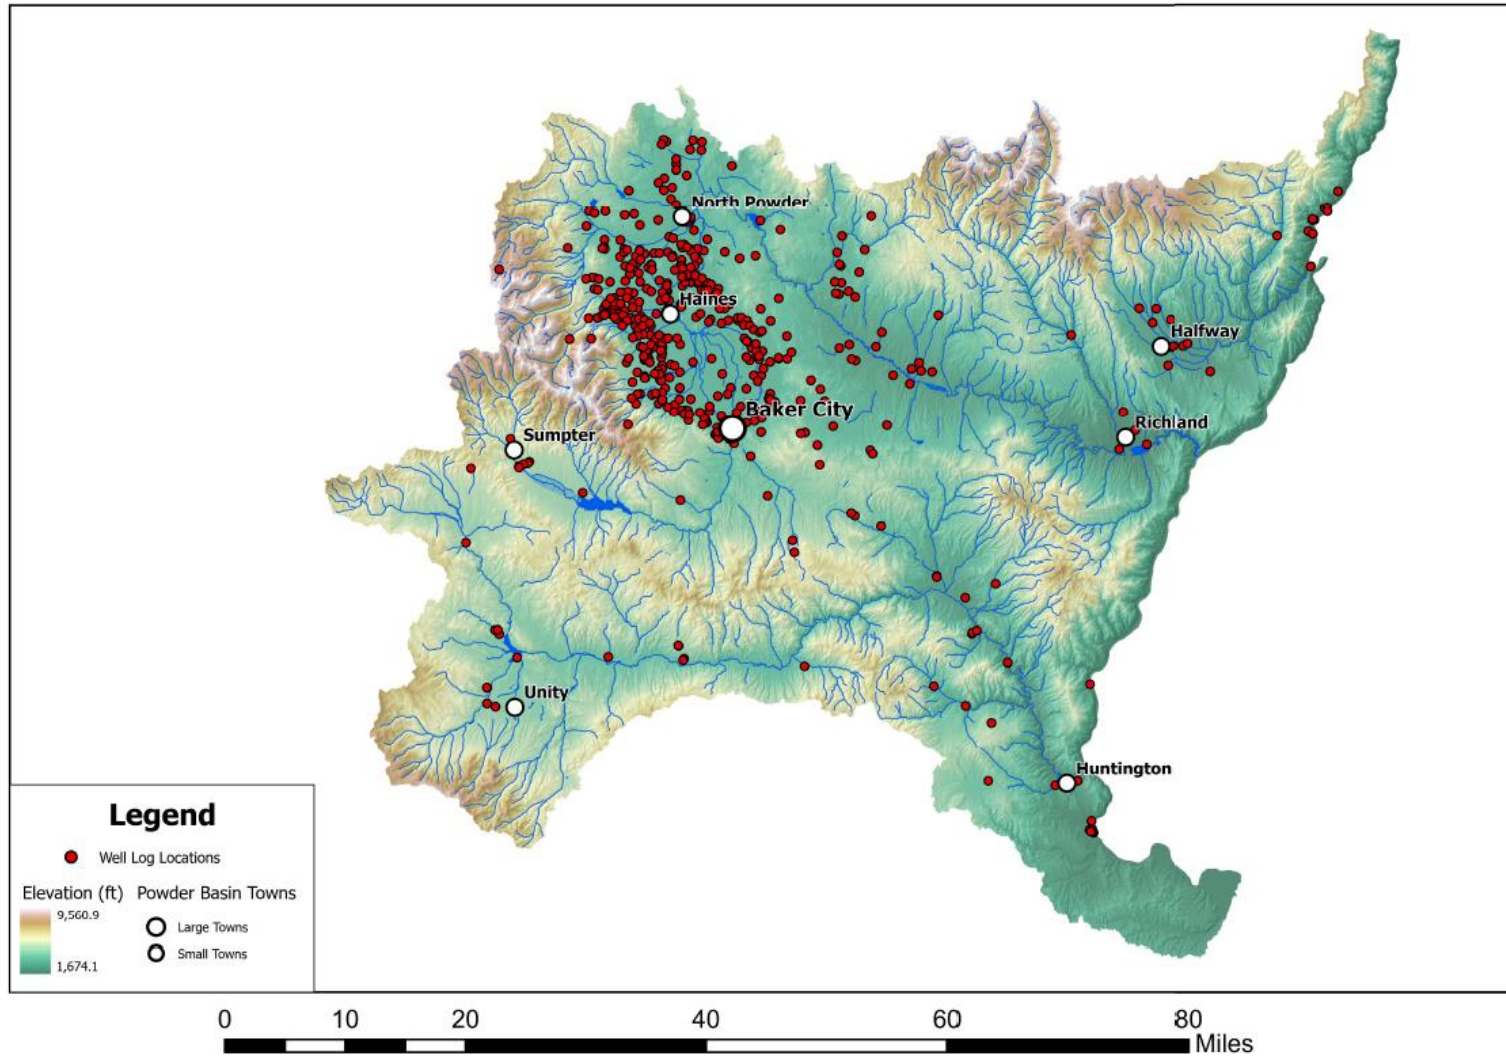 North Powder
Haines
Halfway
Baker City
Richland
Sumpter
Unity
Huntington
Legend
Well Log Locations
Elevation (ft) Powder Basin Towns
9,560.9
Large Towns
Small Towns
1,674.1
0 10 20 40 60 80
Miles